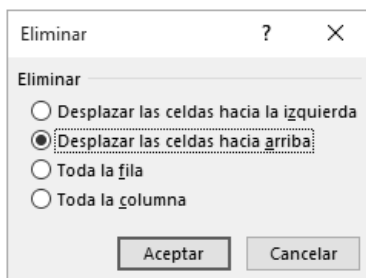 Eliminar ? ×
Eliminar
Desplazar las celdas hacia la izquierda
Desplazar las celdas hacia arriba
Toda la fila
Toda la columna
Aceptar Cancelar